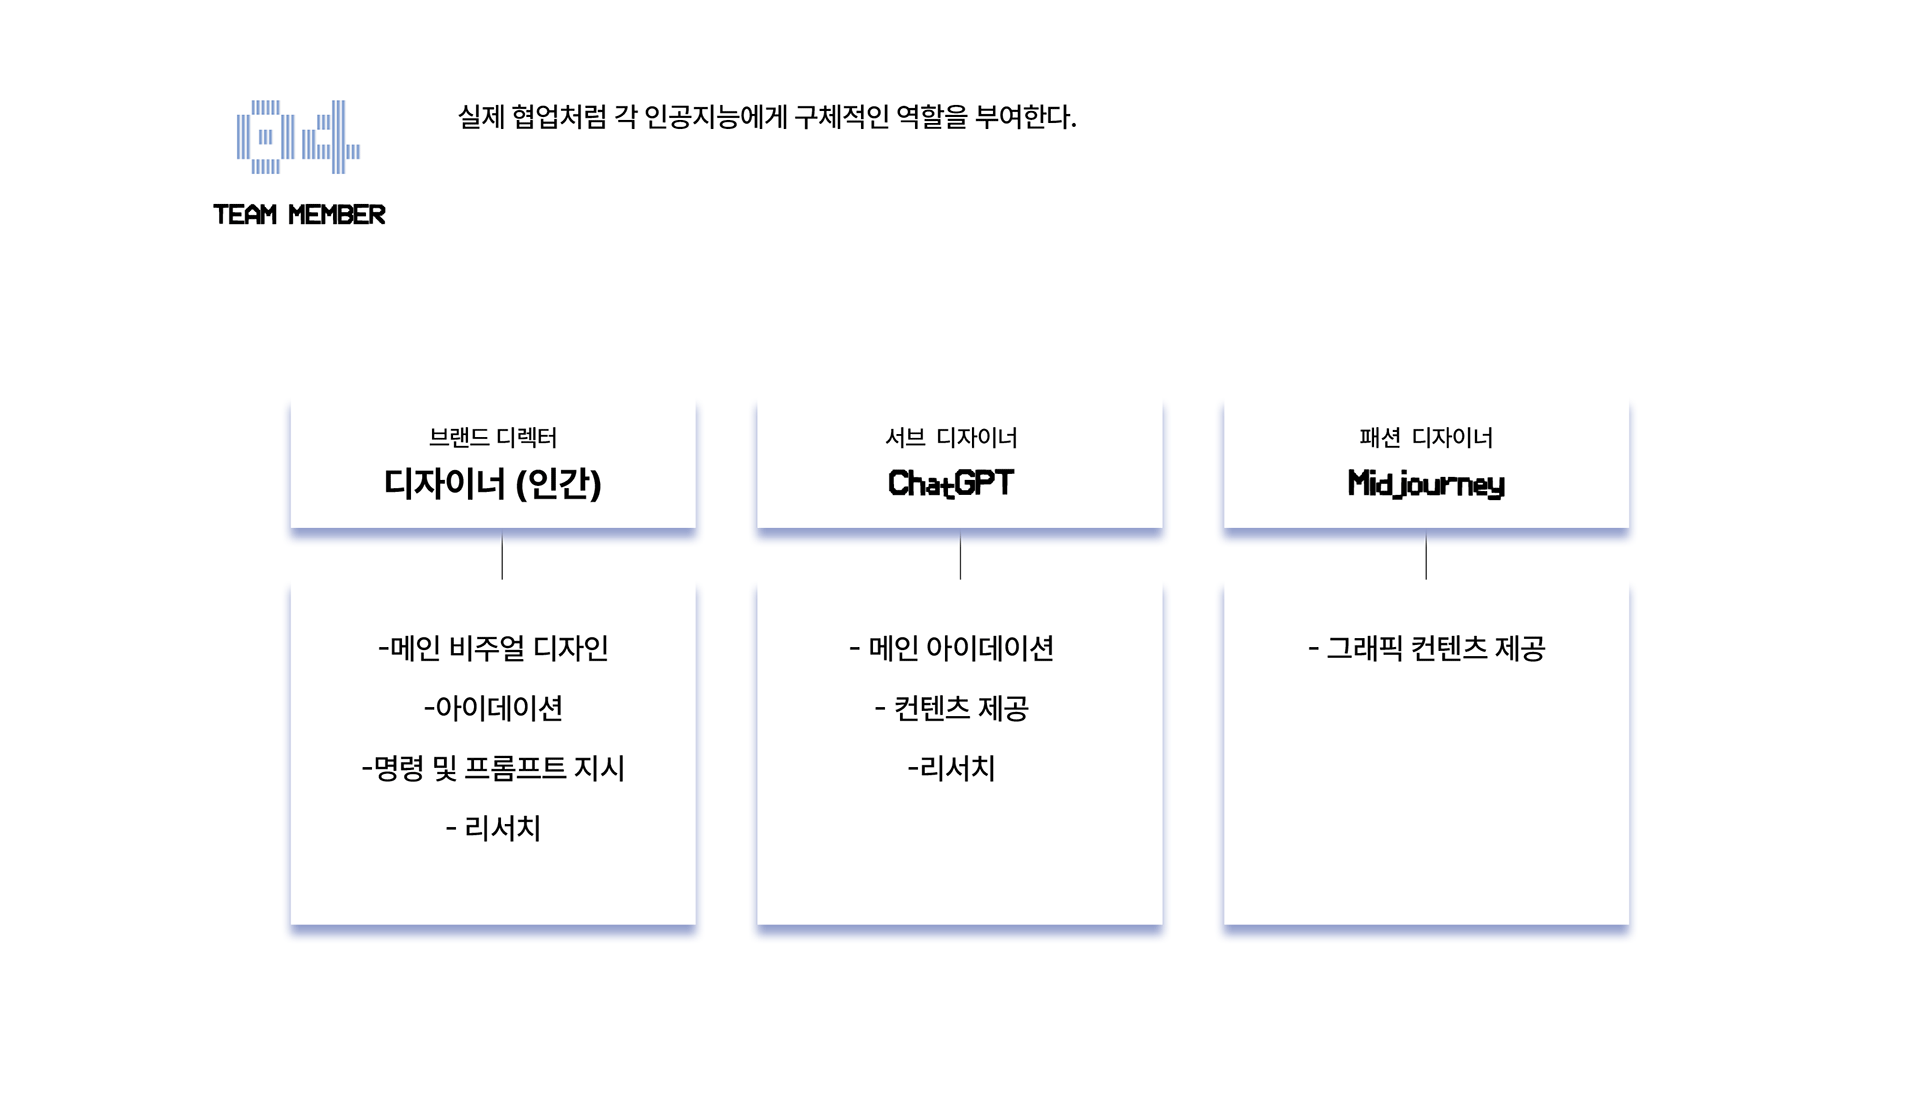 04
실제 협업처럼 각 인공지능에게 구체적인 역할을 부여한다.
TEAM MEMBER
브랜드 디렉터
디자이너 (인간)
-메인 비주얼 디자인
-아이데이션
-명령 및 프롬프트 지시
- 리서치
서브 디자이너
ChatGPT
- 메인 아이데이션
- 컨텐츠 제공
-리서치
패션 디자이너
Midjourney
- 그래픽 컨텐츠 제공